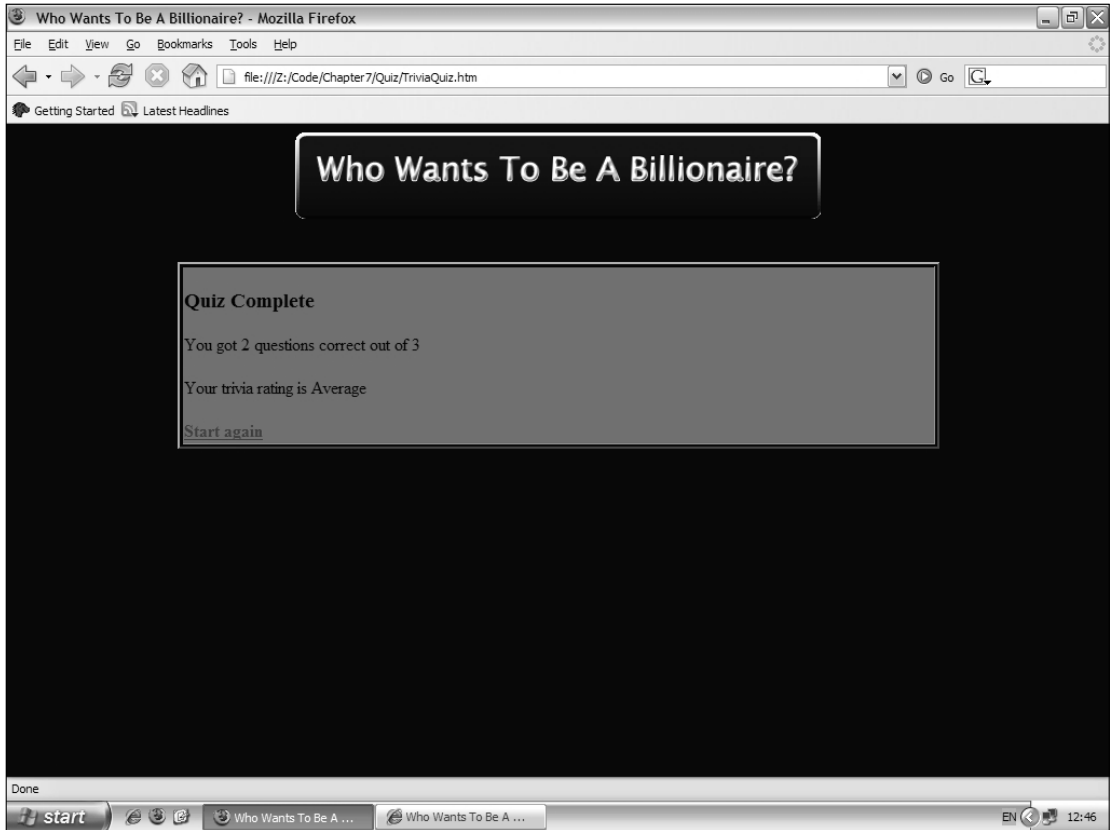 Who Wants To Be A Billionaire? - Mozilla Firefox
File Edit View Go Bookmarks Tools Help
file:///Z:/Code/Chapter7/Quiz/TriviaQuiz.htm Go G
Getting Started Latest Headlines
Who Wants To Be A Billionaire?
Quiz Complete
You got 2 questions correct out of 3
Your trivia rating is Average
Start again
Done
start Who Wants To Be A ... Who Wants To Be A ... EN 12:46